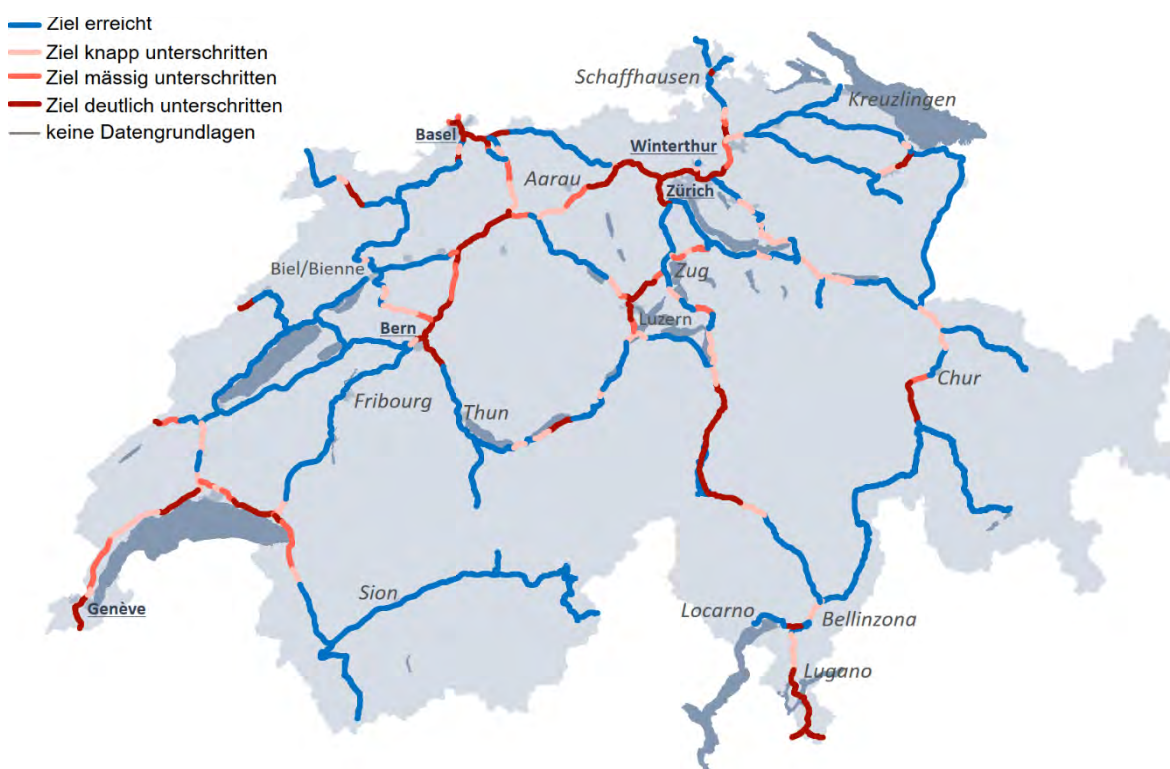 Ziel erreicht
Ziel knapp unterschritten
Ziel mässig unterschritten
Ziel deutlich unterschritten
keine Datengrundlagen
Schaffhausen
Kreuzlingen
Basel
Winterthur
Aarau
Zürich
Biel/Bienne
Zug
Luzern
Bern
Chur
Fribourg
Thun
Sion
Genève
Locarno
Bellinzona
Lugano